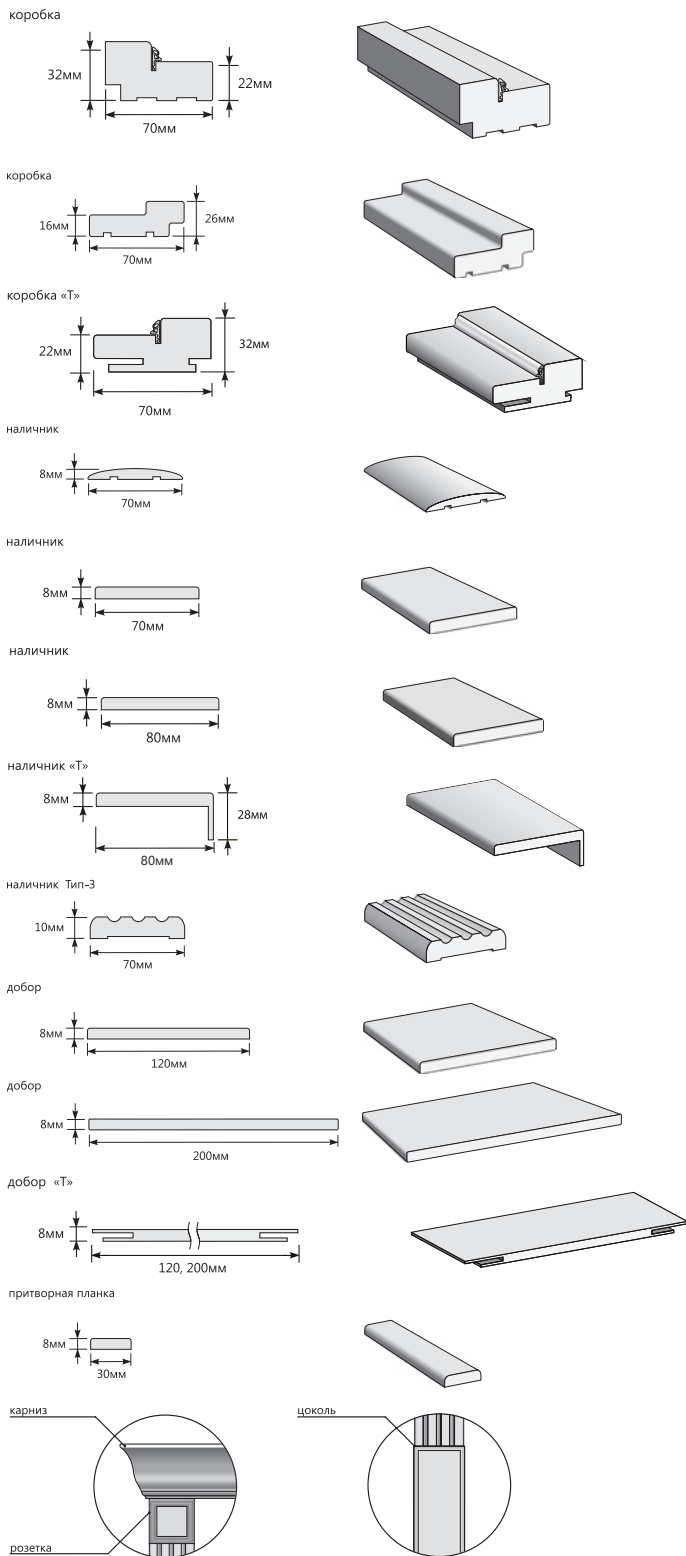 коробка
32мм
22мм
70мм
коробка
16мм
26мм
70мм
коробка «Т»
22мм
32мм
70мм
наличник
8мм
70мм
наличник
8мм
70мм
наличник
8мм
80мм
наличник «Т»
8мм
28мм
80мм
наличник Тип-3
10мм
70мм
добор
8мм
120мм
добор
8мм
200мм
добор «Т»
8мм
120, 200мм
притворная планка
8мм
30мм
карниз
цоколь
розетка